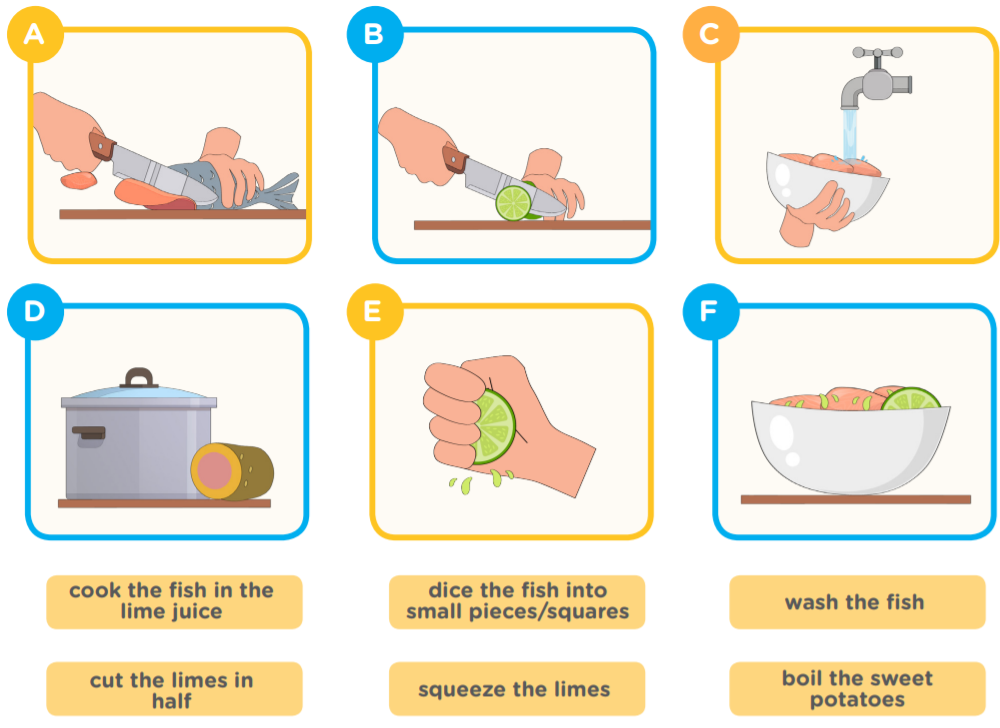 A
B
C
D
E
F
cook the fish in the
lime juice
dice the fish into
small pieces/squares
wash the fish
cut the limes in
half
squeeze the limes
boil the sweet
potatoes